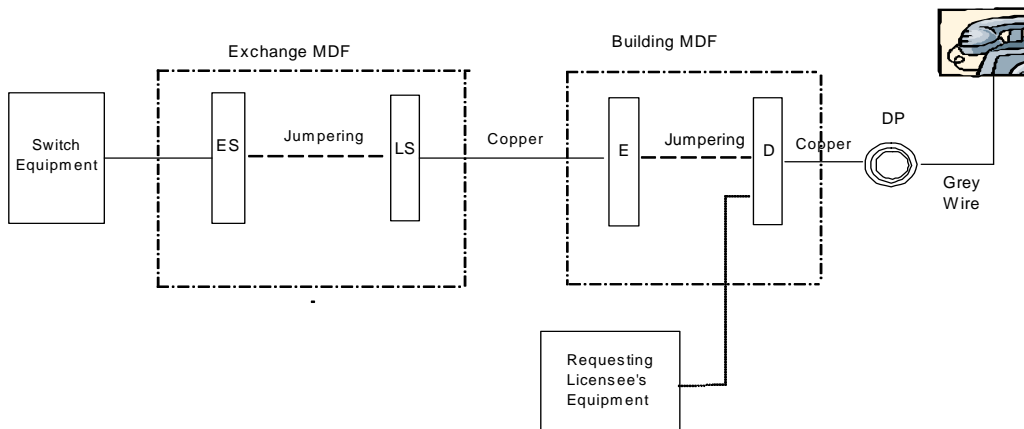 Exchange MDF
Building MDF
Switch
Equipment
ES
Jumpering
LS
Copper
E
Jumpering
D
Copper
DP
Grey
Wire
Requesting
Licensee's
Equipment